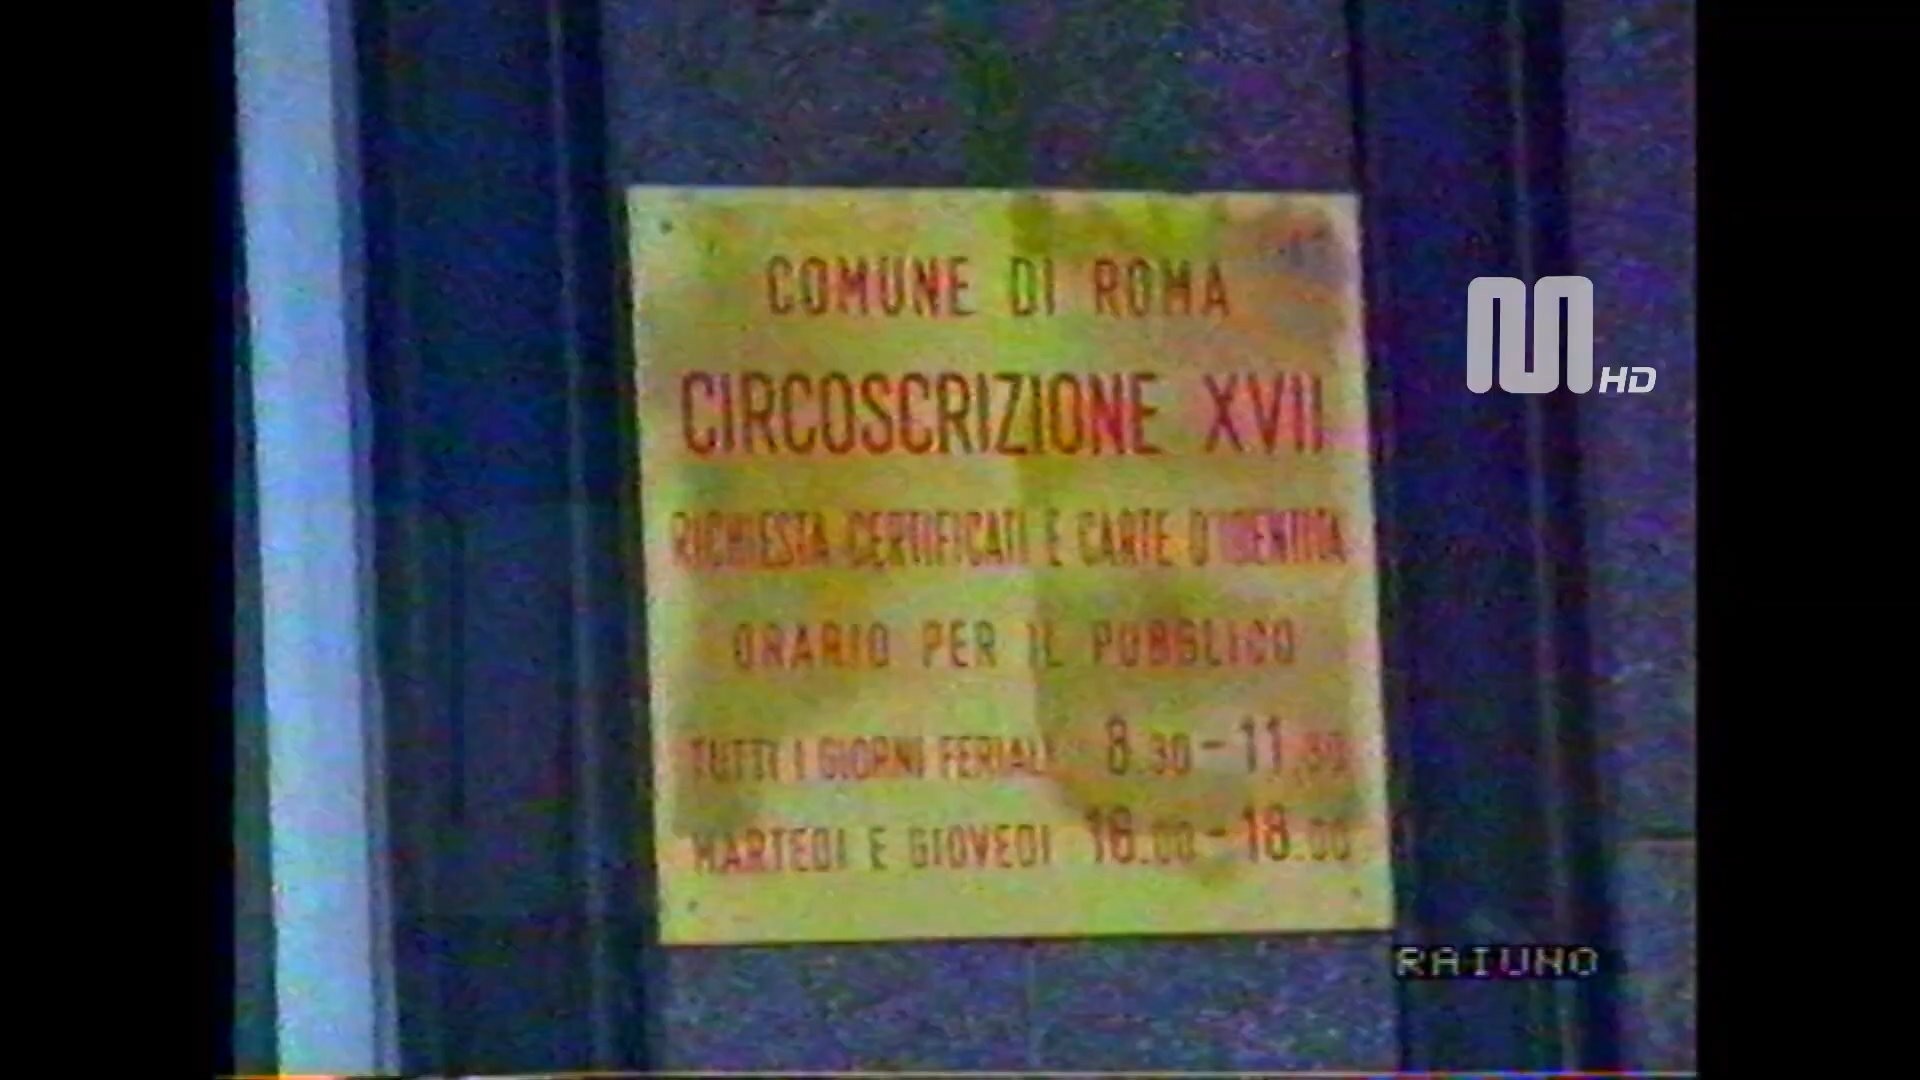 COMUNE DI ROMA
CIRCOSCRIZIONE XVII
M HD
RICHIESTA CERTIFICATI E CARTE D'IDENTITA
ORARIO PER IL PUBBLICO
TUTTI I GIORNI FERIALI 8.30-11.30
MARTEDI E GIOVEDI 16.00-18.00
RAIUNO